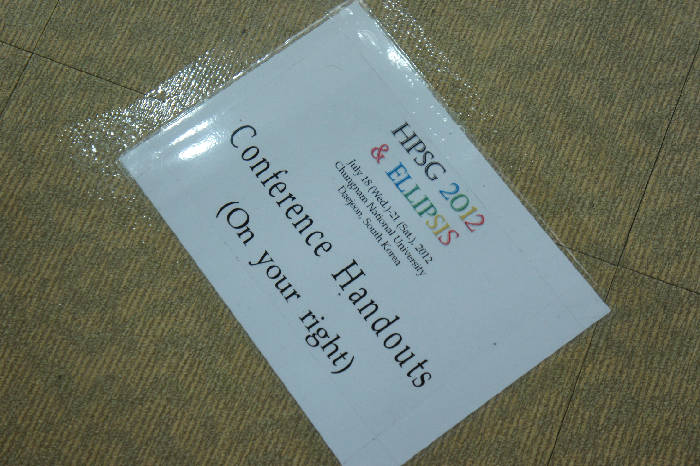 HPSG 2012
& ELLIPSIS
July 18 (Wed.)-21 (Sat.), 2012
Chungnam National University
Daejeon, South Korea
Conference Handouts
(On your right)